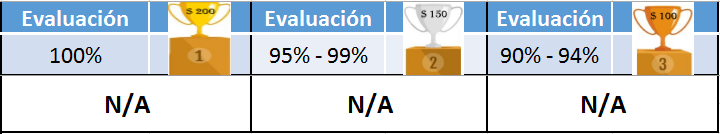 Evaluación $ 200 Evaluación $ 150 Evaluación $ 100
100% 1 95% - 99% 2 90% - 94% 3
N/A N/A N/A